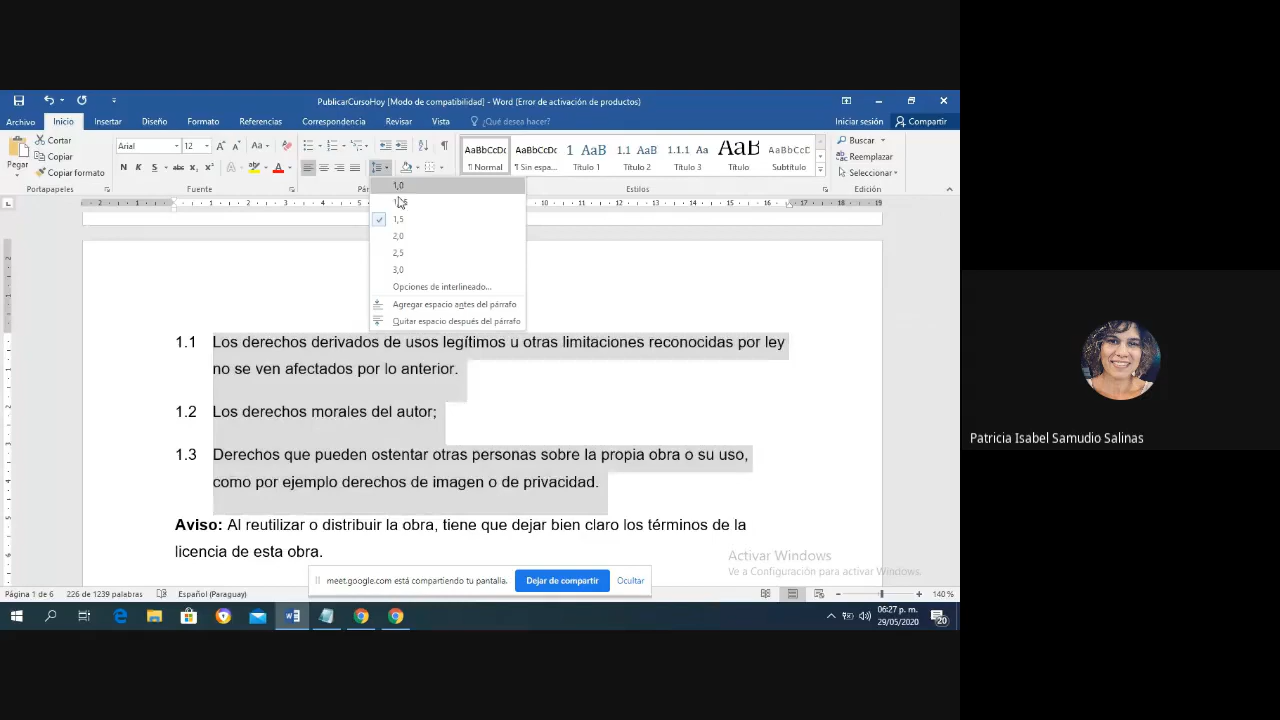 PublicarCursoHoy [Modo de compatibilidad] - Word (Error de activación de productos)
Archivo Inicio Insertar Diseño Formato Referencias Correspondencia Revisar Vista ¿Qué desea hacer? Iniciar sesión Compartir
Pegar
Cortar
Copiar
Copiar formato
Portapapeles
Arial 12
N K S
AaBbCcDc AaBbCcDc 1 AaBb 1.1 AaB 1.1.1 Aa AaB AaBbCcD
¶ Normal ¶ Sin espa... Título 1 Título 2 Título 3 Título Subtítulo
Estilos
Buscar
Reemplazar
Seleccionar
Edición
1,0
1,5
2,0
2,5
3,0
Opciones de interlineado...
Agregar espacio antes del párrafo
Quitar espacio después del párrafo
1.1 Los derechos derivados de usos legítimos u otras limitaciones reconocidas por ley
no se ven afectados por lo anterior.
1.2 Los derechos morales del autor;
1.3 Derechos que pueden ostentar otras personas sobre la propia obra o su uso,
como por ejemplo derechos de imagen o de privacidad.
Aviso: Al reutilizar o distribuir la obra, tiene que dejar bien claro los términos de la
licencia de esta obra.
Activar Windows
Ve a Configuración para activar Windows.
meet.google.com está compartiendo tu pantalla.
Dejar de compartir
Ocultar
Página 1 de 6 226 de 1239 palabras Español (Paraguay) 140 %
06:27 p. m.
29/05/2020
20
Patricia Isabel Samudio Salinas